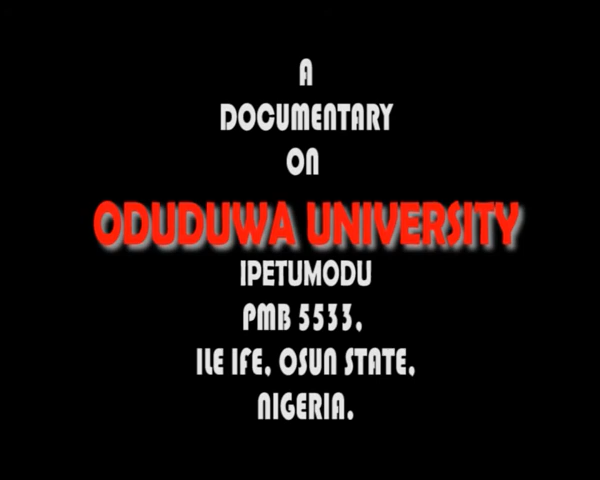 A
DOCUMENTARY
ON
ODUDUWA UNIVERSITY
IPETUMODU
PMB 5533,
ILE IFE, OSUN STATE,
NIGERIA.